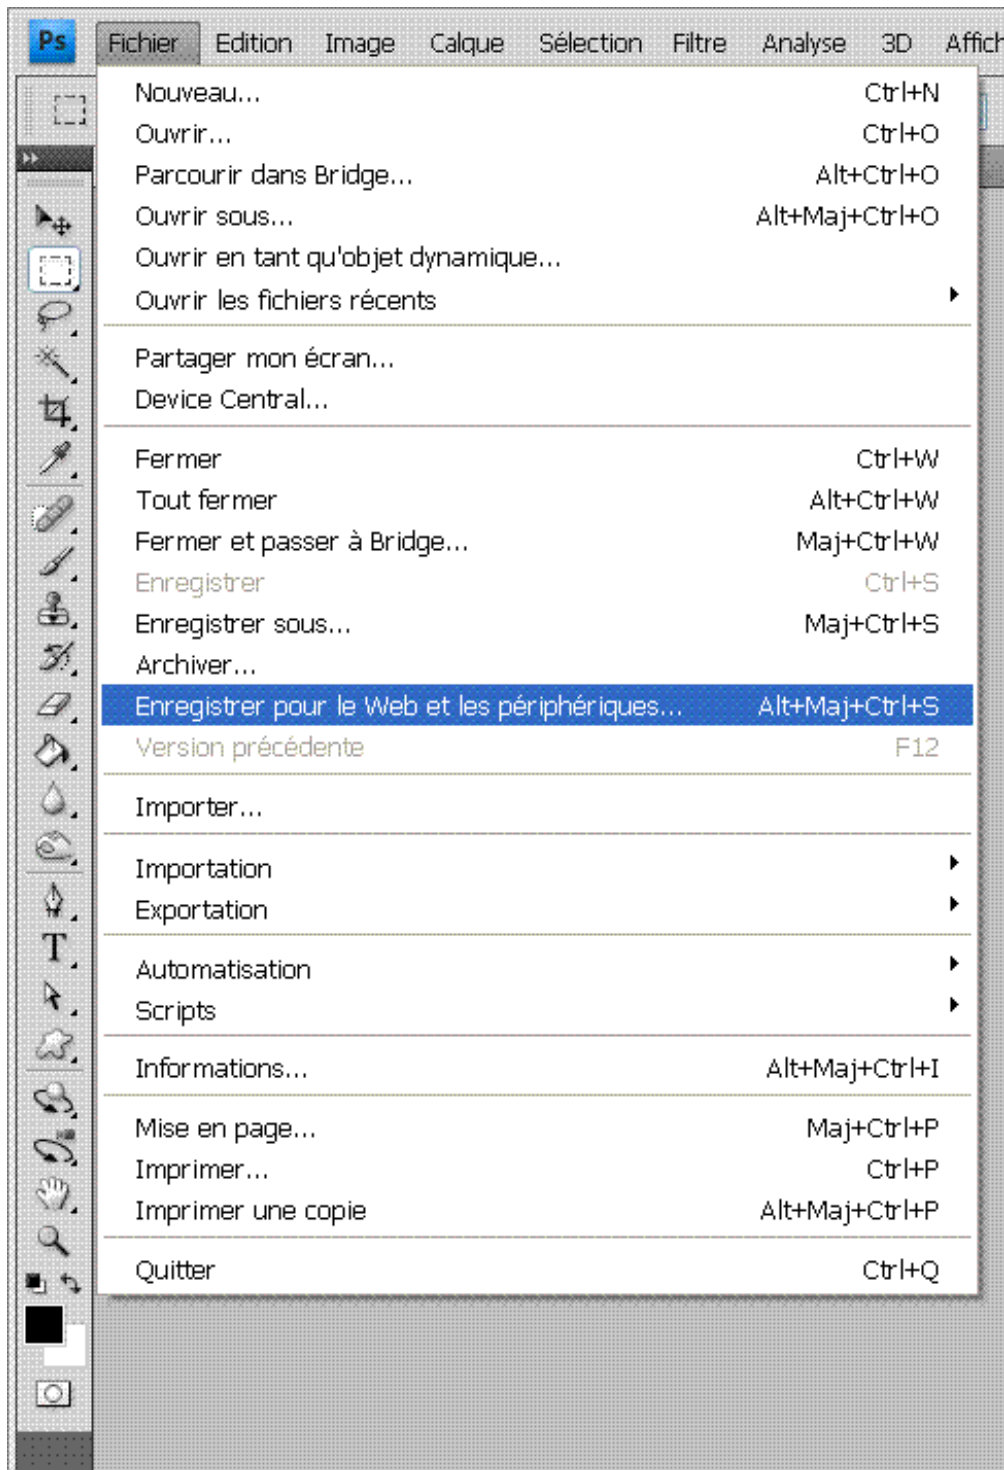 Ps Fichier Edition Image Calque Sélection Filtre Analyse 3D Affich
Nouveau... Ctrl+N
Ouvrir... Ctrl+O
Parcourir dans Bridge... Alt+Ctrl+O
Ouvrir sous... Alt+Maj+Ctrl+O
Ouvrir en tant qu'objet dynamique...
Ouvrir les fichiers récents
Partager mon écran...
Device Central...
Fermer Ctrl+W
Tout fermer Alt+Ctrl+W
Fermer et passer à Bridge... Maj+Ctrl+W
Enregistrer Ctrl+S
Enregistrer sous... Maj+Ctrl+S
Archiver...
Enregistrer pour le Web et les périphériques... Alt+Maj+Ctrl+S
Version précédente F12
Importer...
Importation
Exportation
Automatisation
Scripts
Informations... Alt+Maj+Ctrl+I
Mise en page... Maj+Ctrl+P
Imprimer... Ctrl+P
Imprimer une copie Alt+Maj+Ctrl+P
Quitter Ctrl+Q